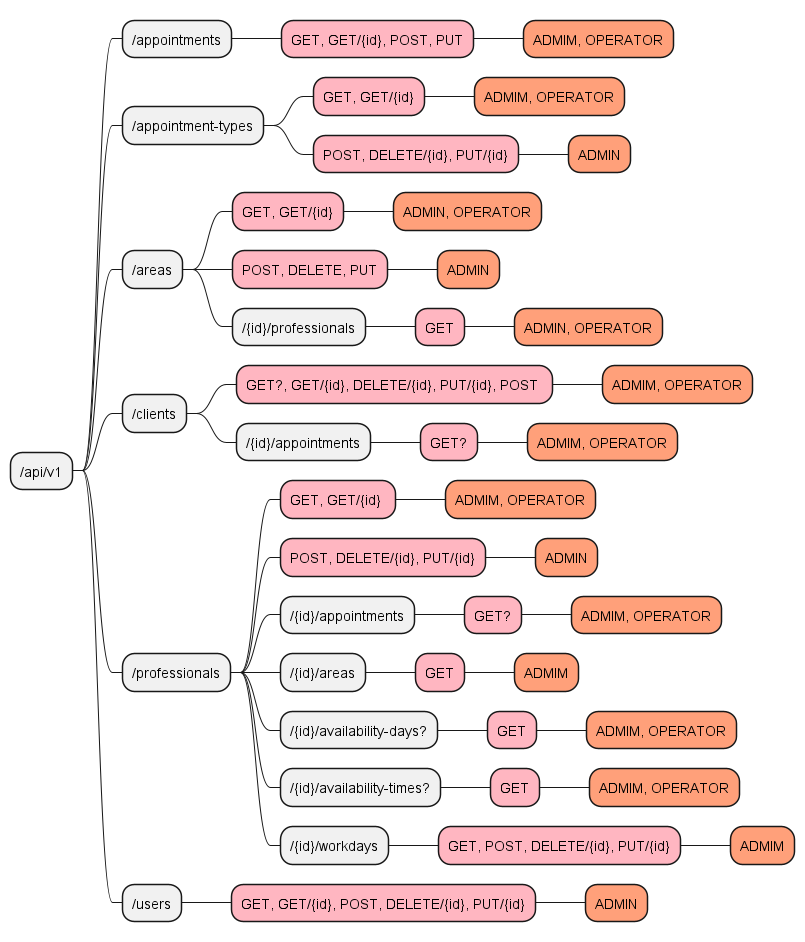 /api/v1
/appointments
GET, GET/{id}, POST, PUT
ADMIM, OPERATOR
/appointment-types
GET, GET/{id}
ADMIM, OPERATOR
POST, DELETE/{id}, PUT/{id}
ADMIN
/areas
GET, GET/{id}
ADMIN, OPERATOR
POST, DELETE, PUT
ADMIN
/{id}/professionals
GET
ADMIN, OPERATOR
/clients
GET?, GET/{id}, DELETE/{id}, PUT/{id}, POST
ADMIM, OPERATOR
/{id}/appointments
GET?
ADMIM, OPERATOR
/professionals
GET, GET/{id}
ADMIM, OPERATOR
POST, DELETE/{id}, PUT/{id}
ADMIN
/{id}/appointments
GET?
ADMIM, OPERATOR
/{id}/areas
GET
ADMIM
/{id}/availability-days?
GET
ADMIM, OPERATOR
/{id}/availability-times?
GET
ADMIM, OPERATOR
/{id}/workdays
GET, POST, DELETE/{id}, PUT/{id}
ADMIM
/users
GET, GET/{id}, POST, DELETE/{id}, PUT/{id}
ADMIN